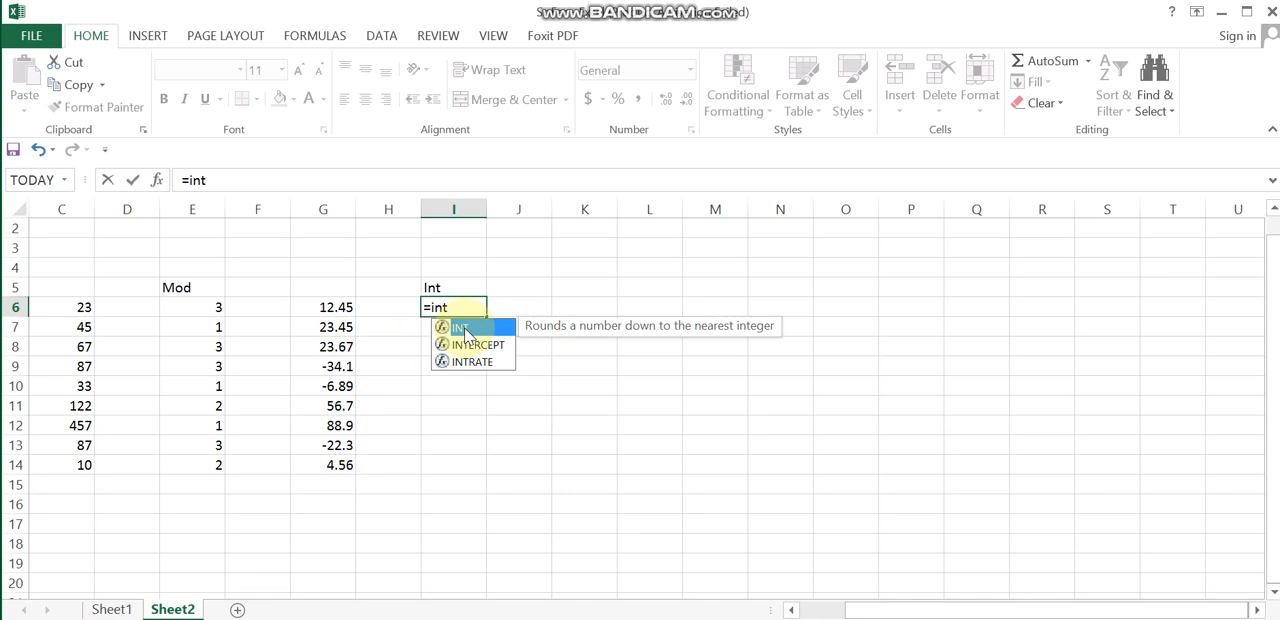 www.BANDICAM.com
?
FILE HOME INSERT PAGE LAYOUT FORMULAS DATA REVIEW VIEW Foxit PDF Sign in
Paste
Cut
Copy
Format Painter
Clipboard
11 A A
B I U A
Font
Wrap Text
Merge & Center
Alignment
General
$ % ,
Number
Conditional Formatting
Format as Table
Cell Styles
Styles
Insert Delete Format
Cells
AutoSum
Fill
Clear
Sort & Filter
Find & Select
Editing
TODAY fx =int
C D E F G H I J K L M N O P Q R S T U
2
3
4
5 Mod Int
6 23 3 12.45 =int
7 45 1 23.45 INT Rounds a number down to the nearest integer
8 67 3 23.67 INTERCEPT
9 87 3 -34.1 INTRATE
10 33 1 -6.89
11 122 2 56.7
12 457 1 88.9
13 87 3 -22.3
14 10 2 4.56
15
16
17
18
19
20
Sheet1 Sheet2